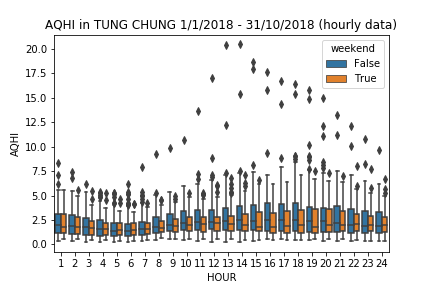 AQHI in TUNG CHUNG 1/1/2018 - 31/10/2018 (hourly data)
weekend
False
True
20.0
17.5
15.0
12.5
10.0
7.5
5.0
2.5
0.0
AQHI
1 2 3 4 5 6 7 8 9 10 11 12 13 14 15 16 17 18 19 20 21 22 23 24
HOUR